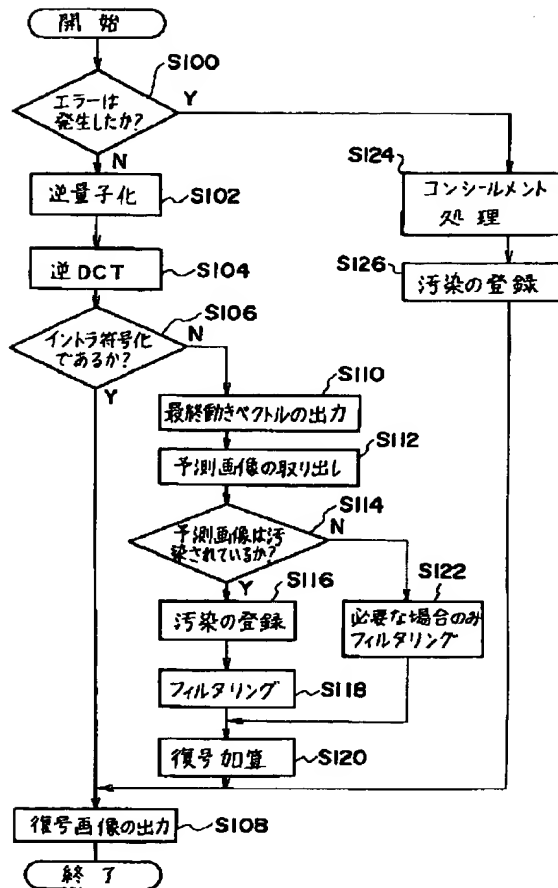 開始
S100
エラーは
発生したか?
Y
N
逆量子化
S102
逆DCT
S104
S106
イントラ符号化
であるか?
N
Y
S110
最終動きベクトルの出力
S112
予測画像の取り出し
S114
予測画像は汚
染されているか?
N
Y
S116
汚染の登録
S122
必要な場合のみ
フィルタリング
フィルタリング
S118
復号加算
S120
S124
コンシールメント
処理
S126
汚染の登録
復号画像の出力
S108
終了